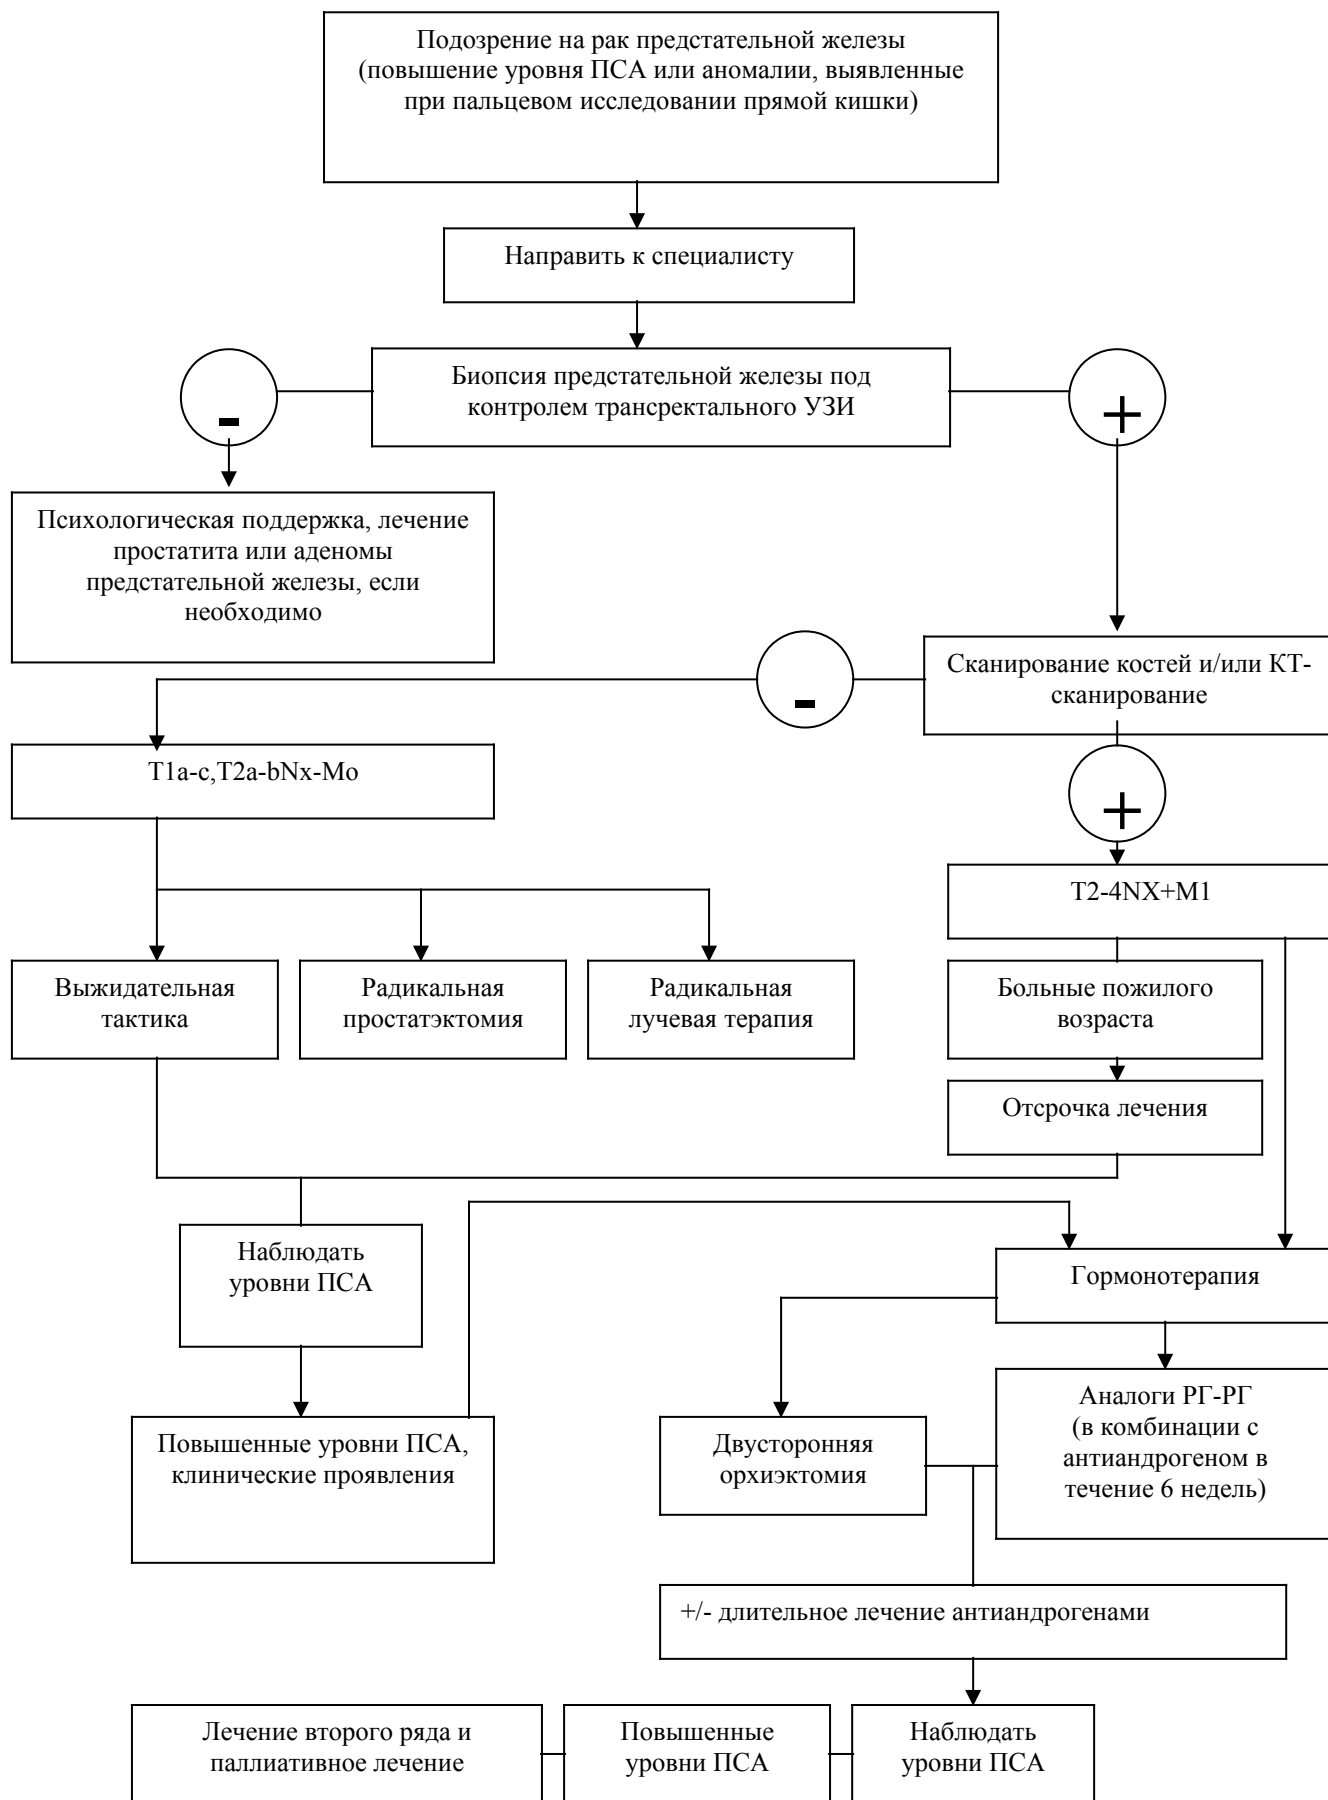 Подозрение на рак предстательной железы
(повышение уровня ПСА или аномалии, выявленные
при пальцевом исследовании прямой кишки)
Направить к специалисту
Биопсия предстательной железы под
контролем трансректального УЗИ
-
+
Психологическая поддержка, лечение
простатита или аденомы
предстательной железы, если
необходимо
Сканирование костей и/или КТ-
сканирование
-
+
T1a-c,T2a-bNx-Mo
T2-4NX+M1
Выжидательная
тактика
Радикальная
простатэктомия
Радикальная
лучевая терапия
Больные пожилого
возраста
Отсрочка лечения
Наблюдать
уровни ПСА
Гормонотерапия
Повышенные уровни ПСА,
клинические проявления
Двусторонняя
орхиэктомия
Аналоги РГ-РГ
(в комбинации с
антиандрогеном в
течение 6 недель)
+/- длительное лечение антиандрогенами
Лечение второго ряда и
паллиативное лечение
Повышенные
уровни ПСА
Наблюдать
уровни ПСА